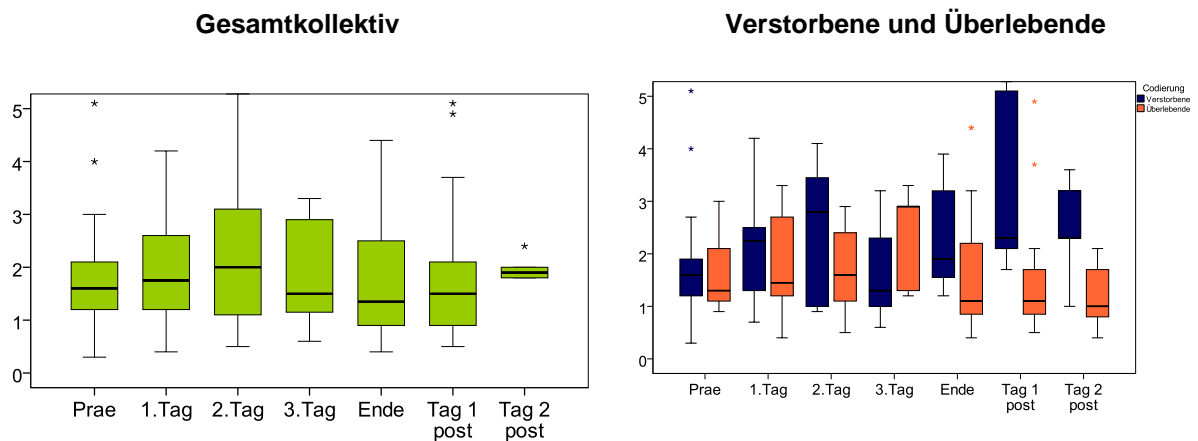 Gesamtkollektiv
5
4
3
2
1
0
Prae 1.Tag 2.Tag 3.Tag Ende Tag 1 post Tag 2 post
Verstorbene und Überlebende
5
4
3
2
1
0
Prae 1.Tag 2.Tag 3.Tag Ende Tag 1 post Tag 2 post
Codierung
Verstorbene
Überlebende